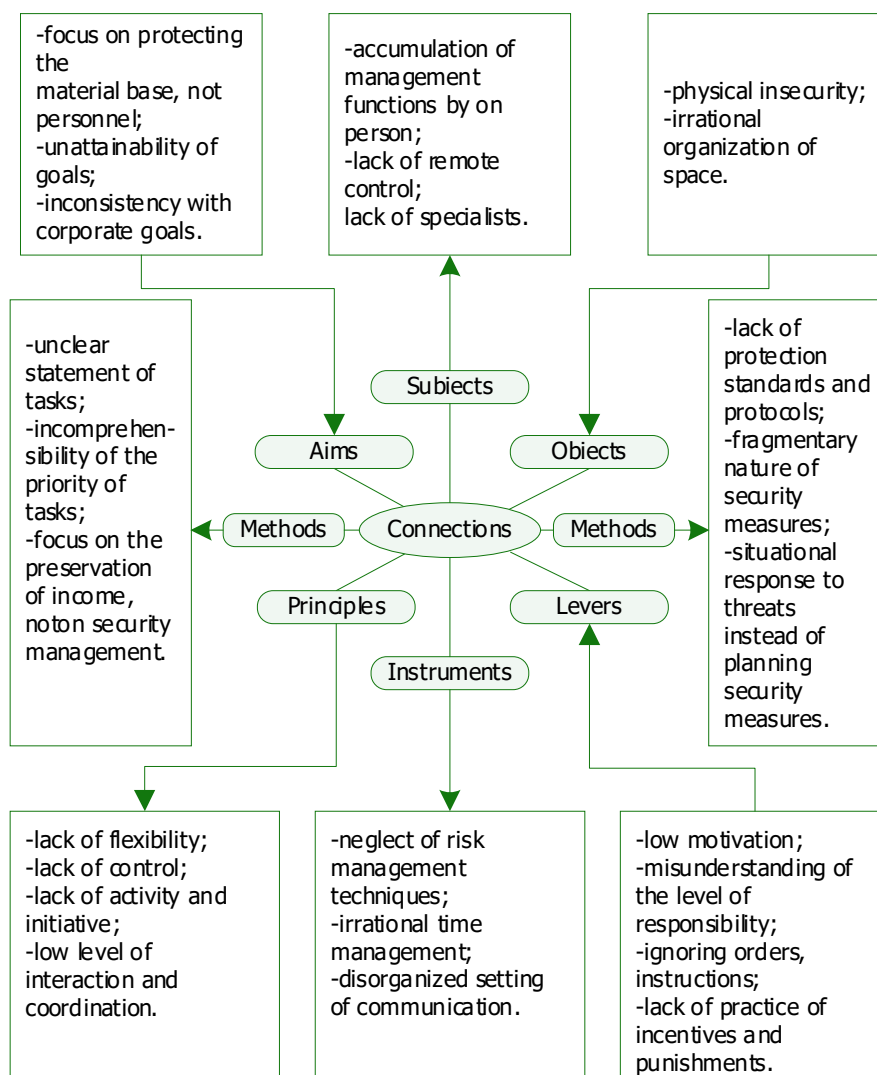 -focus on protecting
the
material base, not
personnel;
-unattainability of
goals;
-inconsistency with
corporate goals.
-accumulation of
management
functions by on
person;
-lack of remote
control;
lack of specialists.
-physical insecurity;
-irrational
organization of
space.
-unclear
statement of
tasks;
-incomprehen-
sibility of the
priority of
tasks;
-focus on the
preservation
of income,
noton security
management.
Subiects
Aims
Obiects
Methods
Connections
Methods
Principles
Levers
Instruments
-lack of
protection
standards and
protocols;
-fragmentary
nature of
security
measures;
-situational
response to
threats
instead of
planning
security
measures.
-lack of flexibility;
-lack of control;
-lack of activity and
initiative;
-low level of
interaction and
coordination.
-neglect of risk
management
techniques;
-irrational time
management;
-disorganized setting
of communication.
-low motivation;
-misunderstanding of
the level of
responsibility;
-ignoring orders,
instructions;
-lack of practice of
incentives and
punishments.